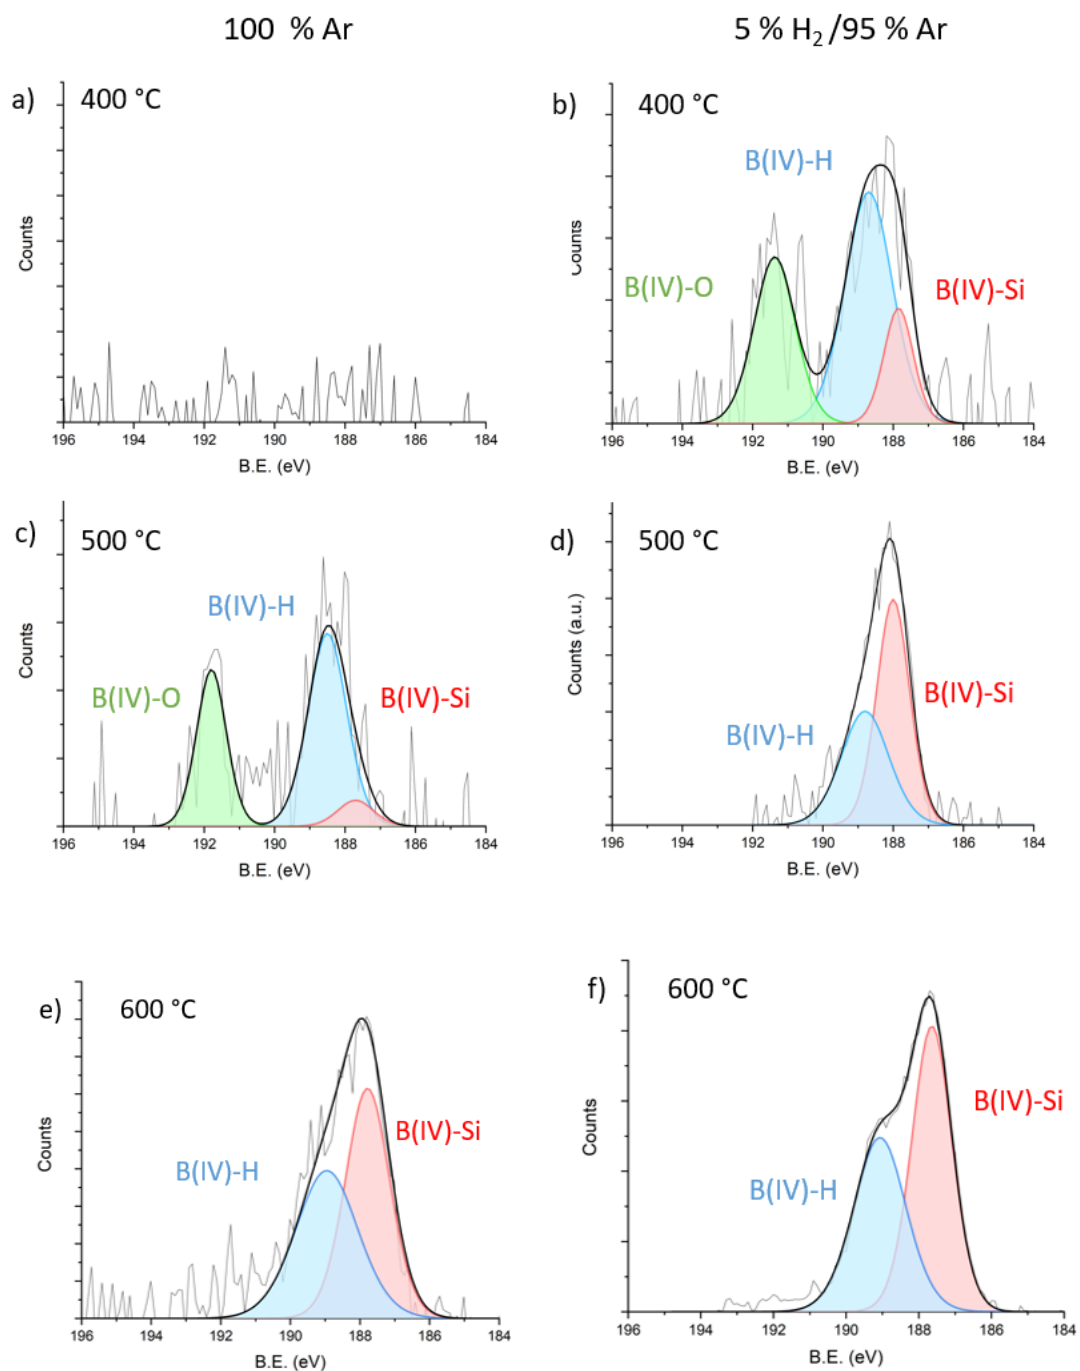 100 % Ar
5 % H₂ /95 % Ar
a)
400 °C
Counts
196 194 192 190 188 186 184
B.E. (eV)
b)
400 °C
B(IV)-H
B(IV)-O
B(IV)-Si
Counts
196 194 192 190 188 186 184
B.E. (eV)
c)
500 °C
B(IV)-H
B(IV)-O
B(IV)-Si
Counts
196 194 192 190 188 186 184
B.E. (eV)
d)
500 °C
B(IV)-Si
B(IV)-H
Counts (a.u.)
196 194 192 190 188 186 184
B.E. (eV)
e)
600 °C
B(IV)-Si
B(IV)-H
Counts
196 194 192 190 188 186 184
B.E. (eV)
f)
600 °C
B(IV)-Si
B(IV)-H
Counts
196 194 192 190 188 186 184
B.E. (eV)